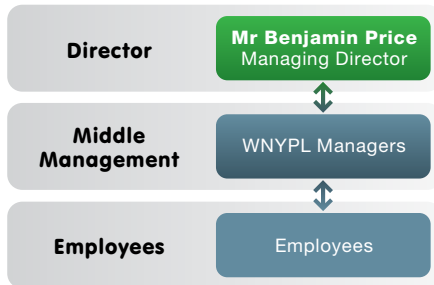 Director
Mr Benjamin Price
Managing Director
Middle
Management
WNYPL Managers
Employees
Employees